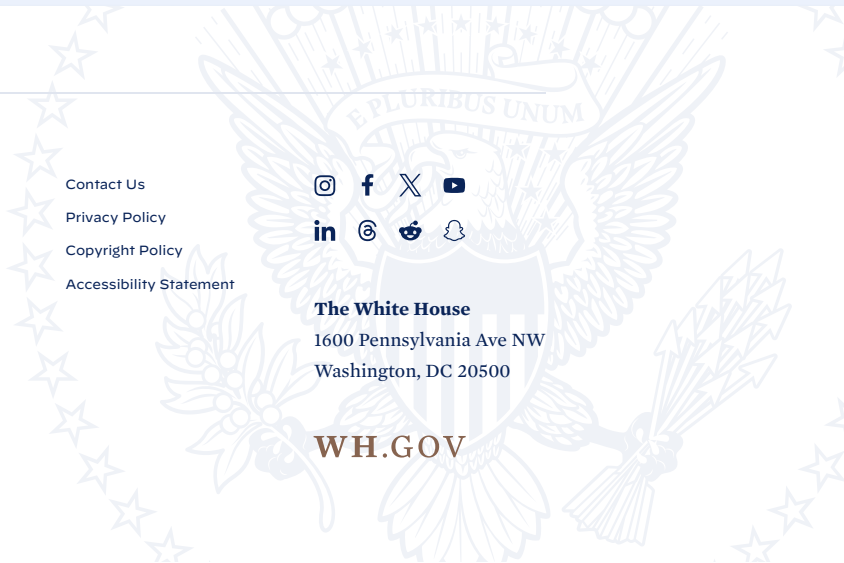 E PLURIBUS UNUM
Contact Us
Privacy Policy
Copyright Policy
Accessibility Statement
The White House
1600 Pennsylvania Ave NW
Washington, DC 20500
WH.GOV